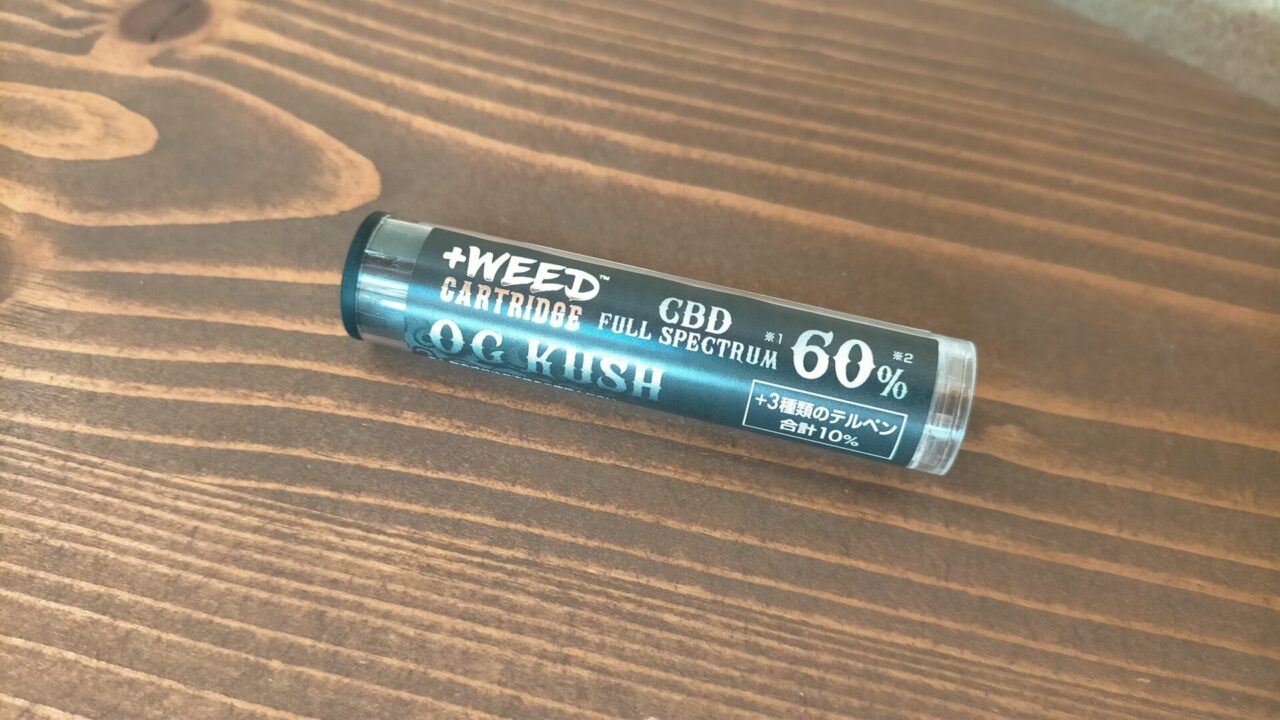 +WEED™
CARTRIDGE
OG KUSH
CBD
FULL SPECTRUM ※1
60% ※2
+3種類のテルペン
合計10%